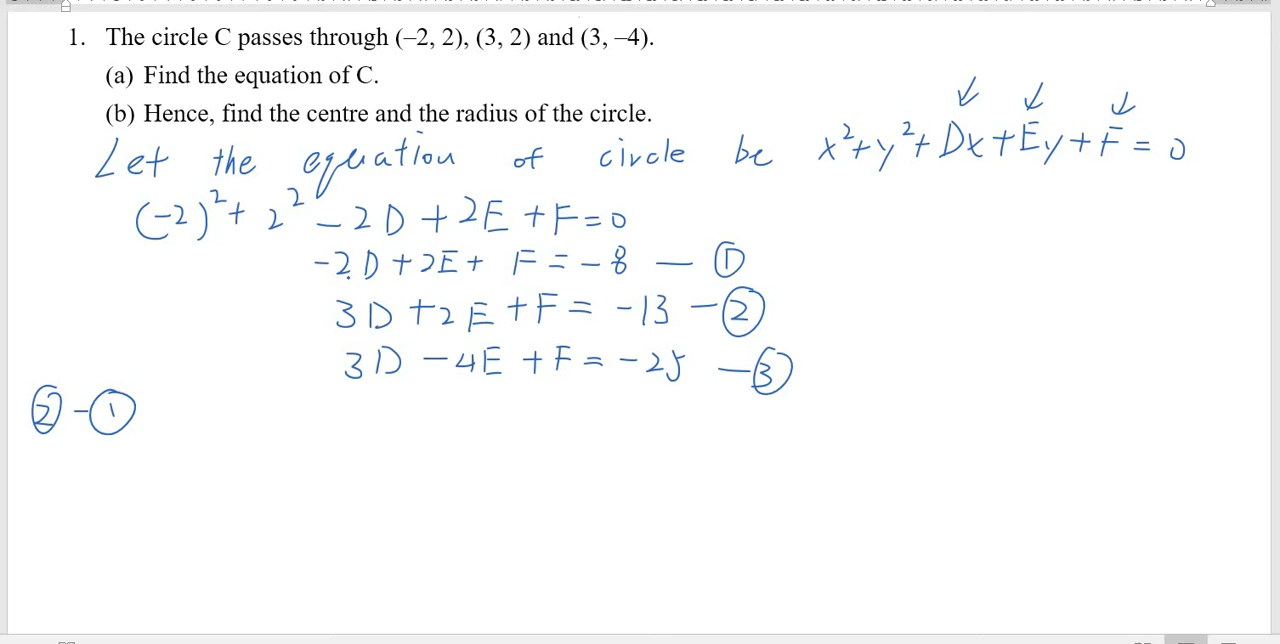 1. The circle C passes through (–2, 2), (3, 2) and (3, –4).
(a) Find the equation of C.
(b) Hence, find the centre and the radius of the circle.
Let the equation of circle be x²+y²+Dx+Ey+F=0
(-2)²+2²-2D+2E+F=0
-2D+2E+F=-8 — ①
3D+2E+F=-13 — ②
3D-4E+F=-25 — ③
②-①